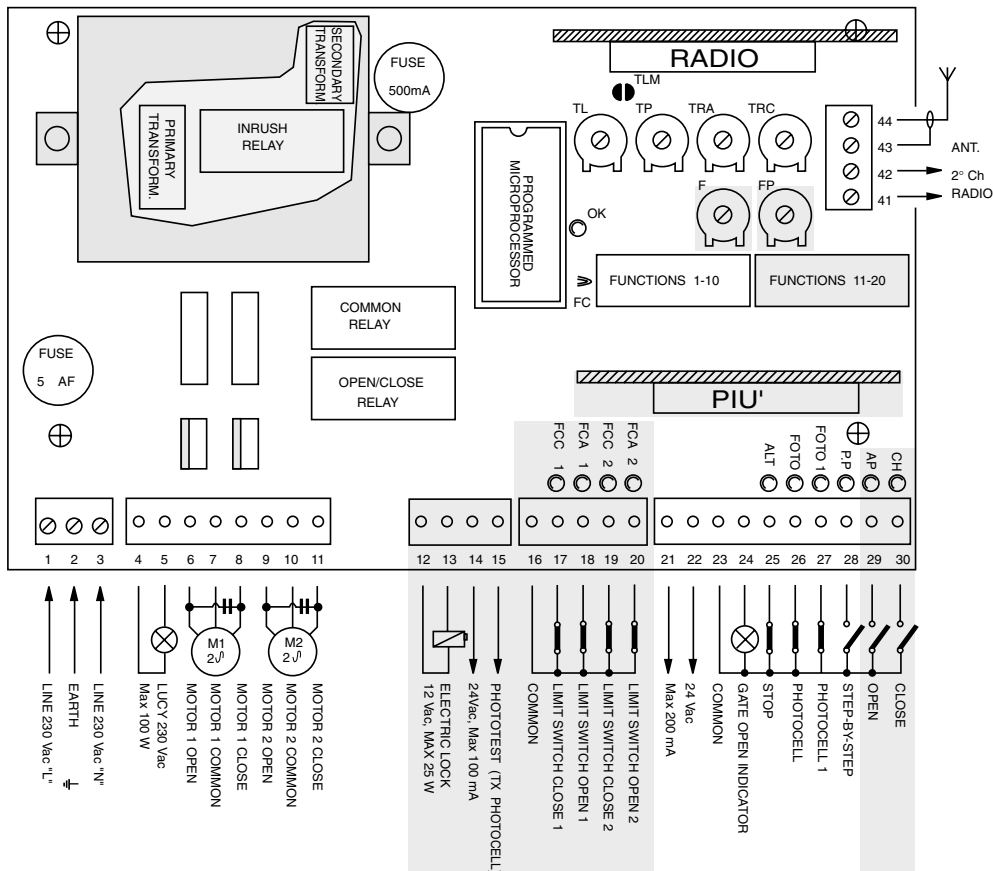 SECONDARY
TRANSFORM
FUSE
500mA
PRIMARY
TRANSFORM.
INRUSH
RELAY
RADIO
TLM
TL
TP
TRA
TRC
F
FP
PROGRAMMED
MICROPROCESSOR
OK
FC
FUNCTIONS 1-10
FUNCTIONS 11-20
44
43
42
41
ANT.
2° Ch
RADIO
COMMON
RELAY
OPEN/CLOSE
RELAY
FUSE
5 AF
PIU'
FCC 1
FCA 1
FCC 2
FCA 2
ALT
FOTO
FOTO 1
P.P
AP
CH
1 2 3 4 5 6 7 8 9 10 11 12 13 14 15 16 17 18 19 20 21 22 23 24 25 26 27 28 29 30
M1
2
M2
2
LINE 230 Vac "L"
EARTH
LINE 230 Vac "N"
Max 100 W
LUCY 230 Vac
MOTOR 1 OPEN
MOTOR 1 COMMON
MOTOR 1 CLOSE
MOTOR 2 OPEN
MOTOR 2 COMMON
MOTOR 2 CLOSE
12 Vac, MAX 25 W
ELECTRIC LOCK
24Vac, Max 100 mA
PHOTOTEST (TX PHOTOCELL)
COMMON
LIMIT SWITCH CLOSE 1
LIMIT SWITCH OPEN 1
LIMIT SWITCH CLOSE 2
LIMIT SWITCH OPEN 2
Max 200 mA
24 Vac
COMMON
GATE OPEN INDICATOR
STOP
PHOTOCELL
PHOTOCELL 1
STEP-BY-STEP
OPEN
CLOSE